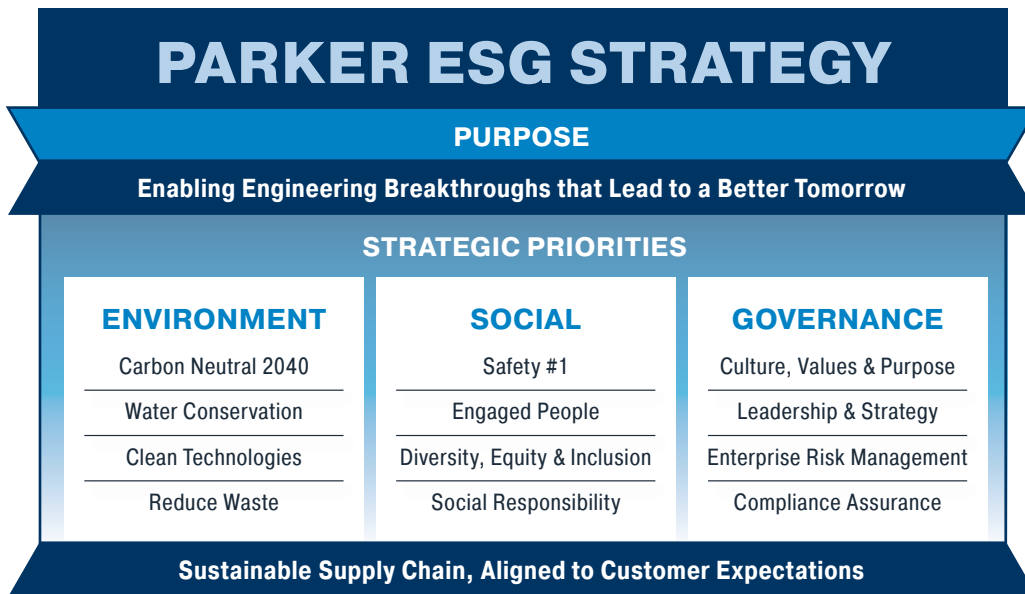 PARKER ESG STRATEGY
PURPOSE
Enabling Engineering Breakthroughs that Lead to a Better Tomorrow
STRATEGIC PRIORITIES
ENVIRONMENT
Carbon Neutral 2040
Water Conservation
Clean Technologies
Reduce Waste
SOCIAL
Safety #1
Engaged People
Diversity, Equity & Inclusion
Social Responsibility
GOVERNANCE
Culture, Values & Purpose
Leadership & Strategy
Enterprise Risk Management
Compliance Assurance
Sustainable Supply Chain, Aligned to Customer Expectations